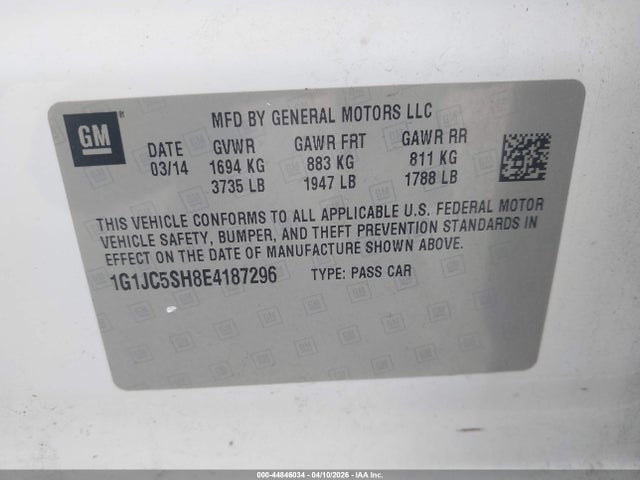 GM
MFD BY GENERAL MOTORS LLC
DATE GVWR GAWR FRT GAWR RR
03/14 1694 KG 883 KG 811 KG
3735 LB 1947 LB 1788 LB
THIS VEHICLE CONFORMS TO ALL APPLICABLE U.S. FEDERAL MOTOR
VEHICLE SAFETY, BUMPER, AND THEFT PREVENTION STANDARDS IN
EFFECT ON THE DATE OF MANUFACTURE SHOWN ABOVE.
1G1JC5SH8E4187296 TYPE: PASS CAR
000-44846034 - 04/10/2026 - IAA Inc.